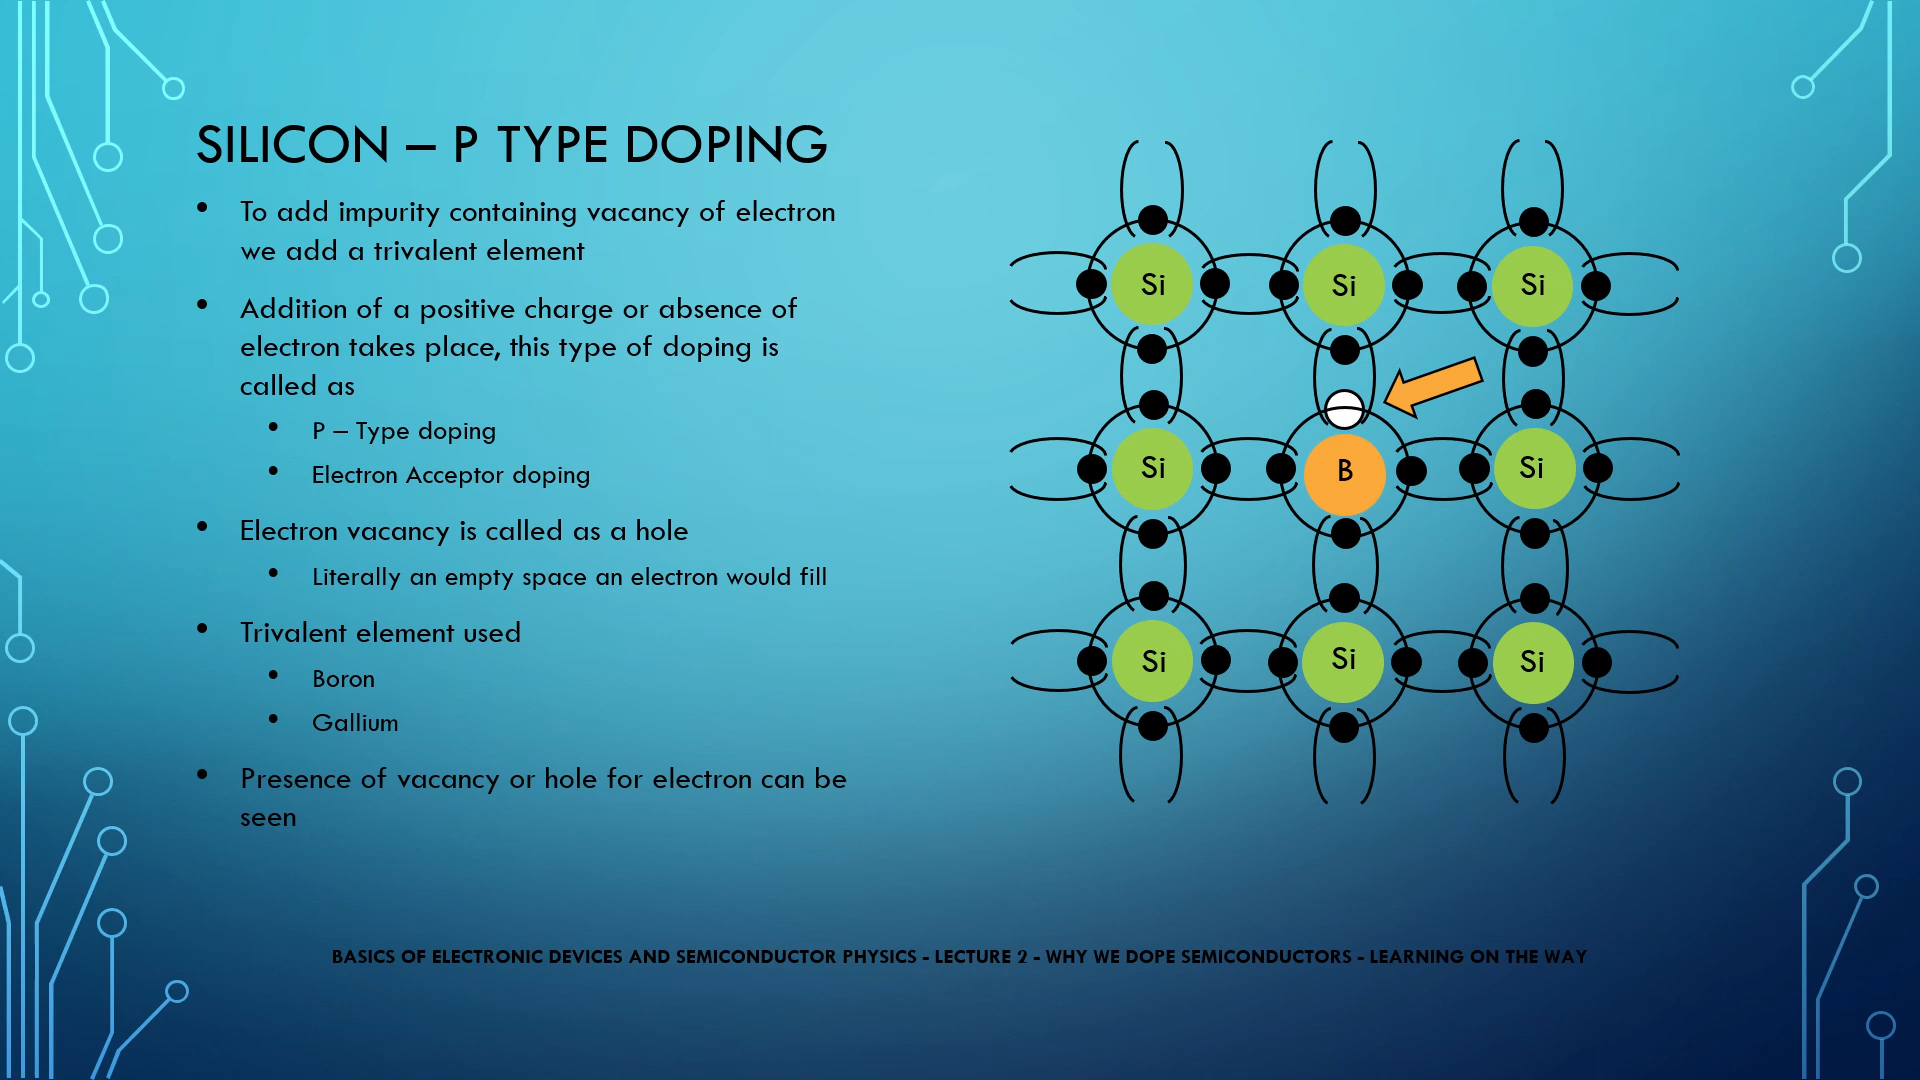 SILICON – P TYPE DOPING
• To add impurity containing vacancy of electron
we add a trivalent element
• Addition of a positive charge or absence of
electron takes place, this type of doping is
called as
• P – Type doping
• Electron Acceptor doping
• Electron vacancy is called as a hole
• Literally an empty space an electron would fill
• Trivalent element used
• Boron
• Gallium
• Presence of vacancy or hole for electron can be
seen
Si Si Si
Si B Si
Si Si Si
BASICS OF ELECTRONIC DEVICES AND SEMICONDUCTOR PHYSICS - LECTURE 2 - WHY WE DOPE SEMICONDUCTORS - LEARNING ON THE WAY